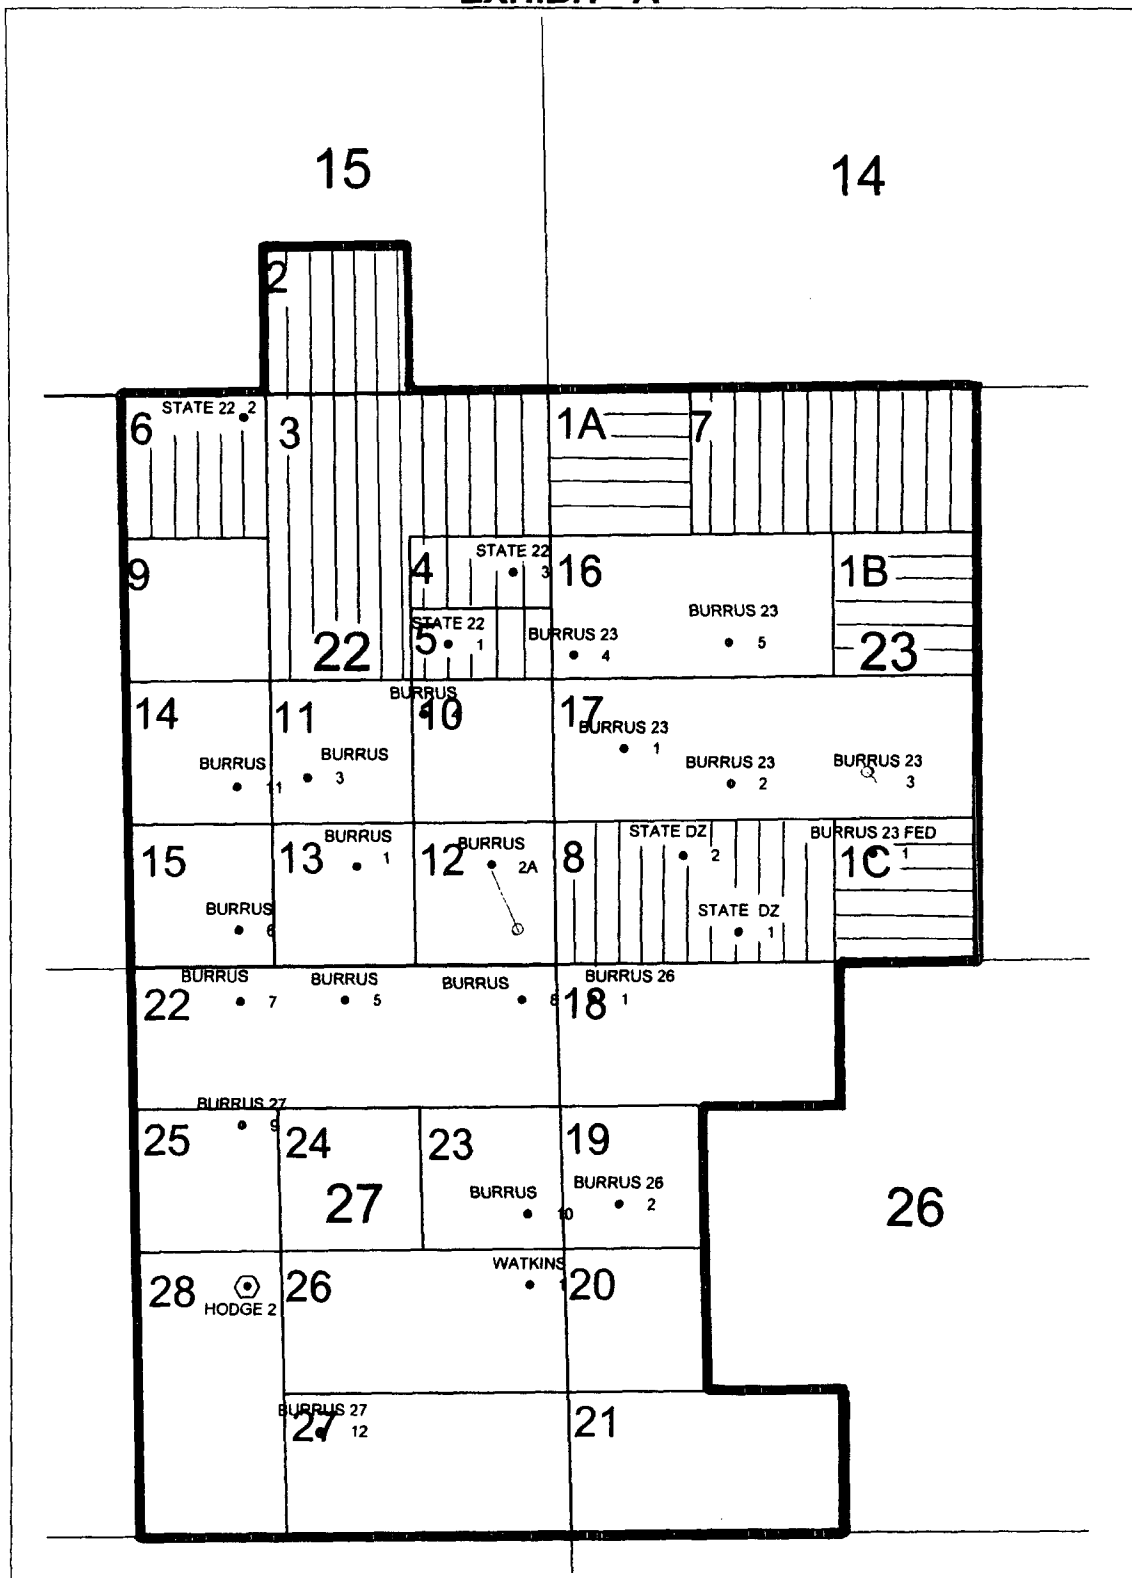 EXHIBIT "A"
15
14
2
6
STATE 22 2
3
1A
7
9
4
STATE 22
3
16
1B
BURRUS 23
5
22
5
STATE 22
1
BURRUS 23
4
23
14
11
BURRUS
10
17
BURRUS 23
1
BURRUS
11
BURRUS
3
BURRUS 23
2
BURRUS 23
3
15
13
BURRUS
1
12
BURRUS
2A
8
STATE DZ
2
BURRUS 23 FED
1
1C
BURRUS
6
STATE DZ
1
22
BURRUS
7
BURRUS
5
BURRUS
8
18
BURRUS 26
1
25
BURRUS 27
9
24
23
19
27
BURRUS
10
BURRUS 26
2
26
28
HODGE 2
26
WATKINS
1
20
BURRUS 27
27
12
21